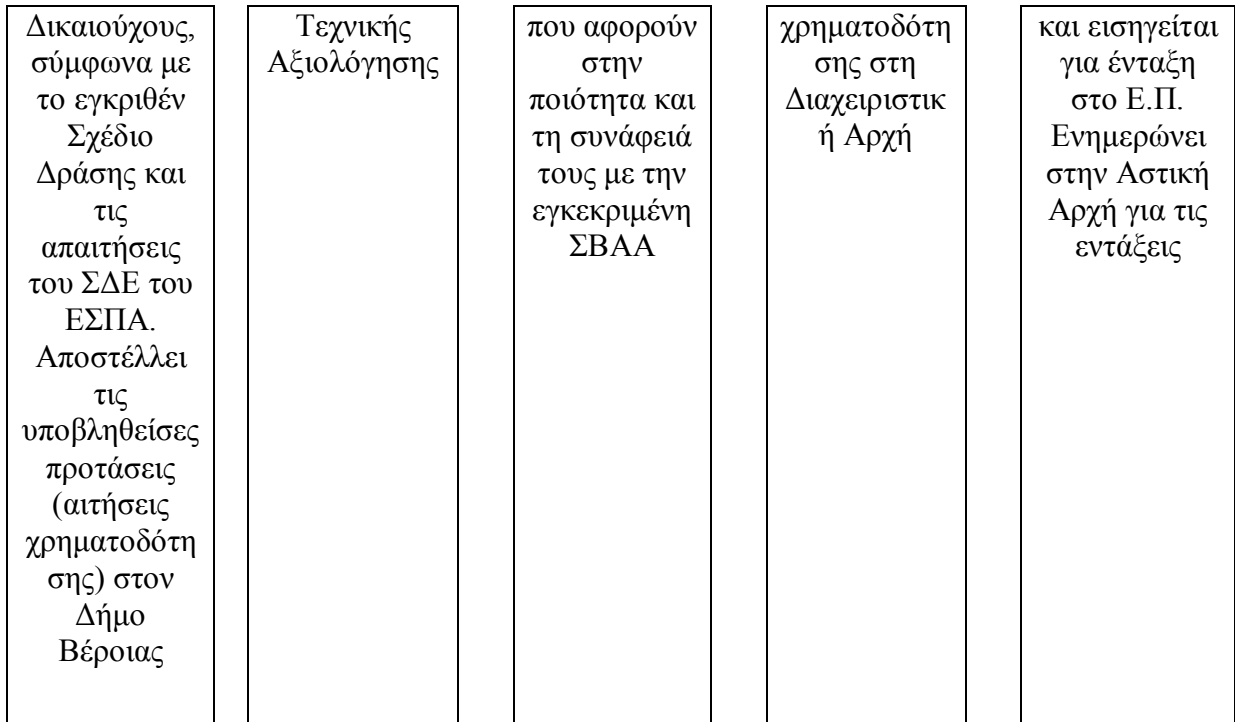 Δικαιούχους,
σύμφωνα με
το εγκριθέν
Σχέδιο
Δράσης και
τις
απαιτήσεις
του ΣΔΕ του
ΕΣΠΑ.
Αποστέλλει
τις
υποβληθείσες
προτάσεις
(αιτήσεις
χρηματοδότη
σης) στον
Δήμο
Βέροιας
Τεχνικής
Αξιολόγησης
που αφορούν
στην
ποιότητα και
τη συνάφειά
τους με την
εγκεκριμένη
ΣΒΑΑ
χρηματοδότη
σης στη
Διαχειριστικ
ή Αρχή
και εισηγείται
για ένταξη
στο Ε.Π.
Ενημερώνει
στην Αστική
Αρχή για τις
εντάξεις